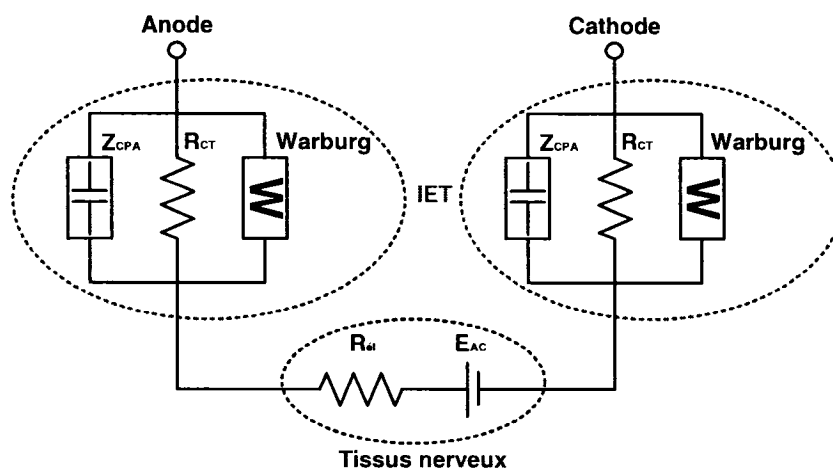 Anode
Cathode
ZCPA
RCT
Warburg
W
IET
ZCPA
RCT
Warburg
W
Rél
EAC
Tissus nerveux